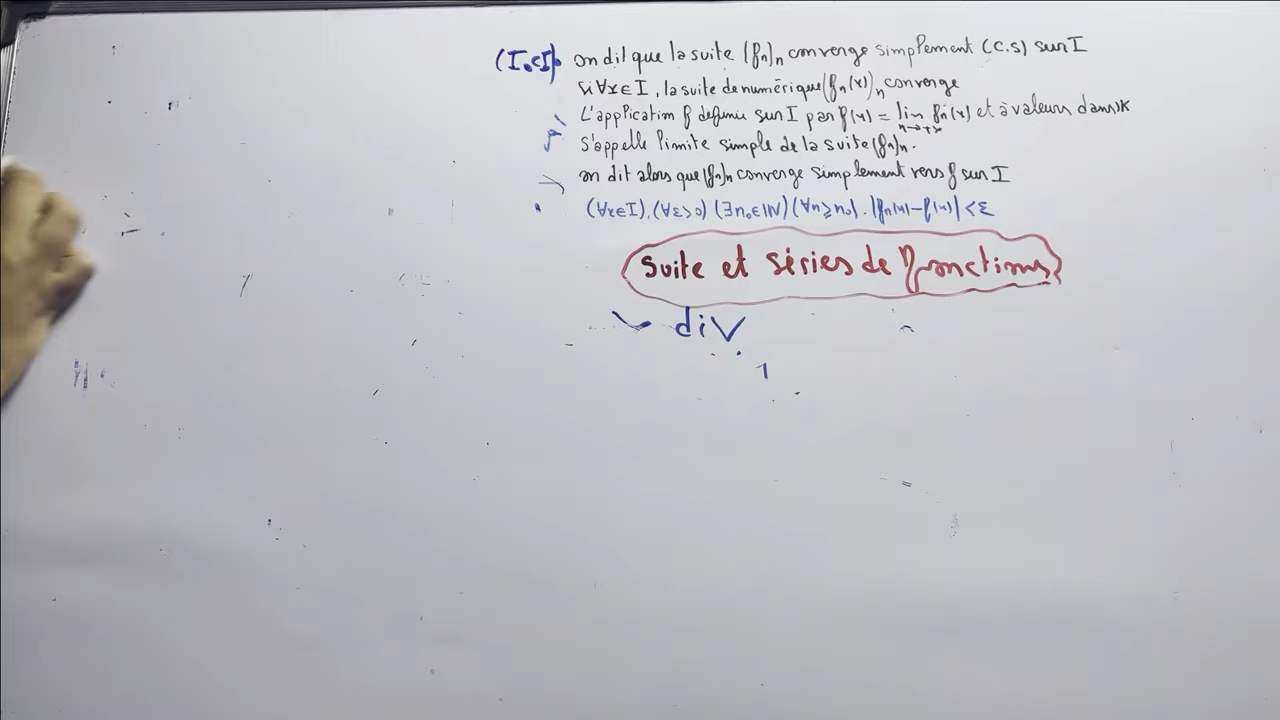 (I⊂I). on dit que la suite (fn)n converge simplement (C.S) sur I
si ∀x∈I, la suite de numérique (fn(x))n converge
L'application f definie sur I par f(x) = lim n→+∞ fn(x) et à valeurs dans IK
s'appelle limite simple de la suite (fn)n.
on dit alors que (fn)n converge simplement vers f sur I
(∀x∈I), (∀ε>0) (∃n₀∈IN) (∀n≥n₀). |fn(x)-f(x)| < ε
Suite et séries de fonctions
div
1